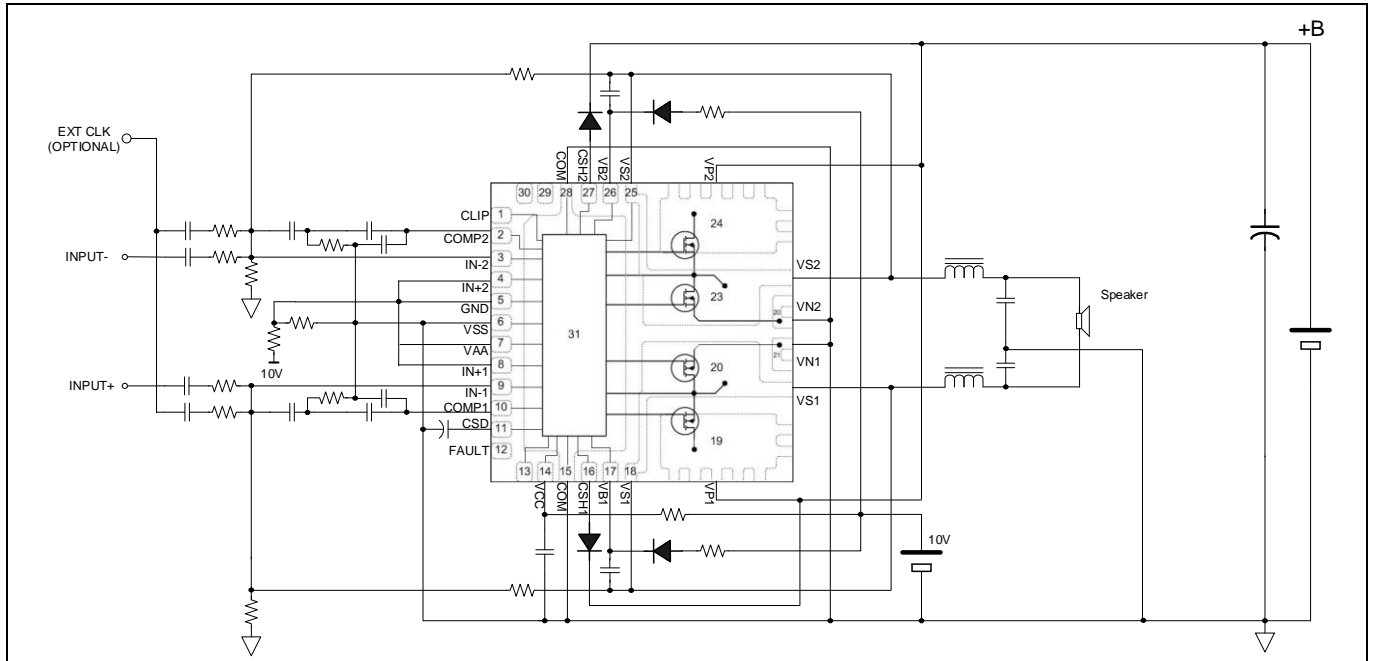 +B
EXT CLK
(OPTIONAL)
COM
CSH2
VB2
VS2
VP2
30
29
28
27
26
25
CLIP
1
24
COMP2
2
INPUT-
3
VS2
IN-2
4
IN+2
23
Speaker
5
GND
VN2
20
6
31
VSS
7
VAA
21
VN1
10V
8
20
INPUT+
IN+1
9
IN-1
VS1
10
COMP1
11
CSD
19
FAULT
12
13
14
15
16
17
18
VCC
COM
CSH1
VB1
VS1
VP1
10V